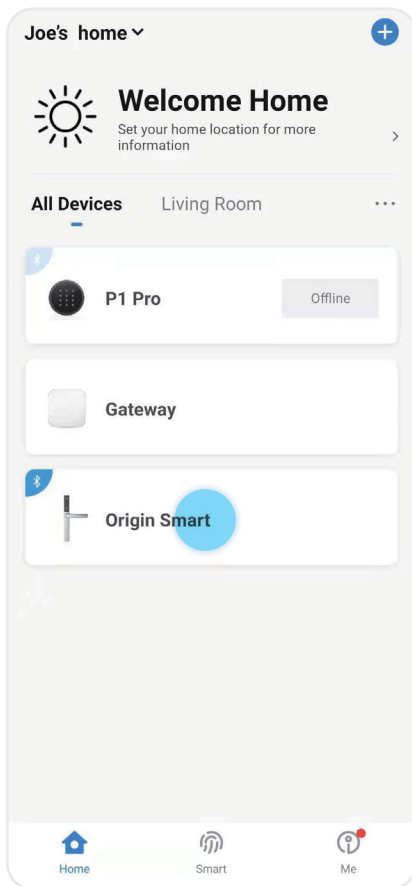 Joe's home
Welcome Home
Set your home location for more
information
All Devices
Living Room
P1 Pro
Offline
Gateway
Origin Smart
Home
Smart
Me